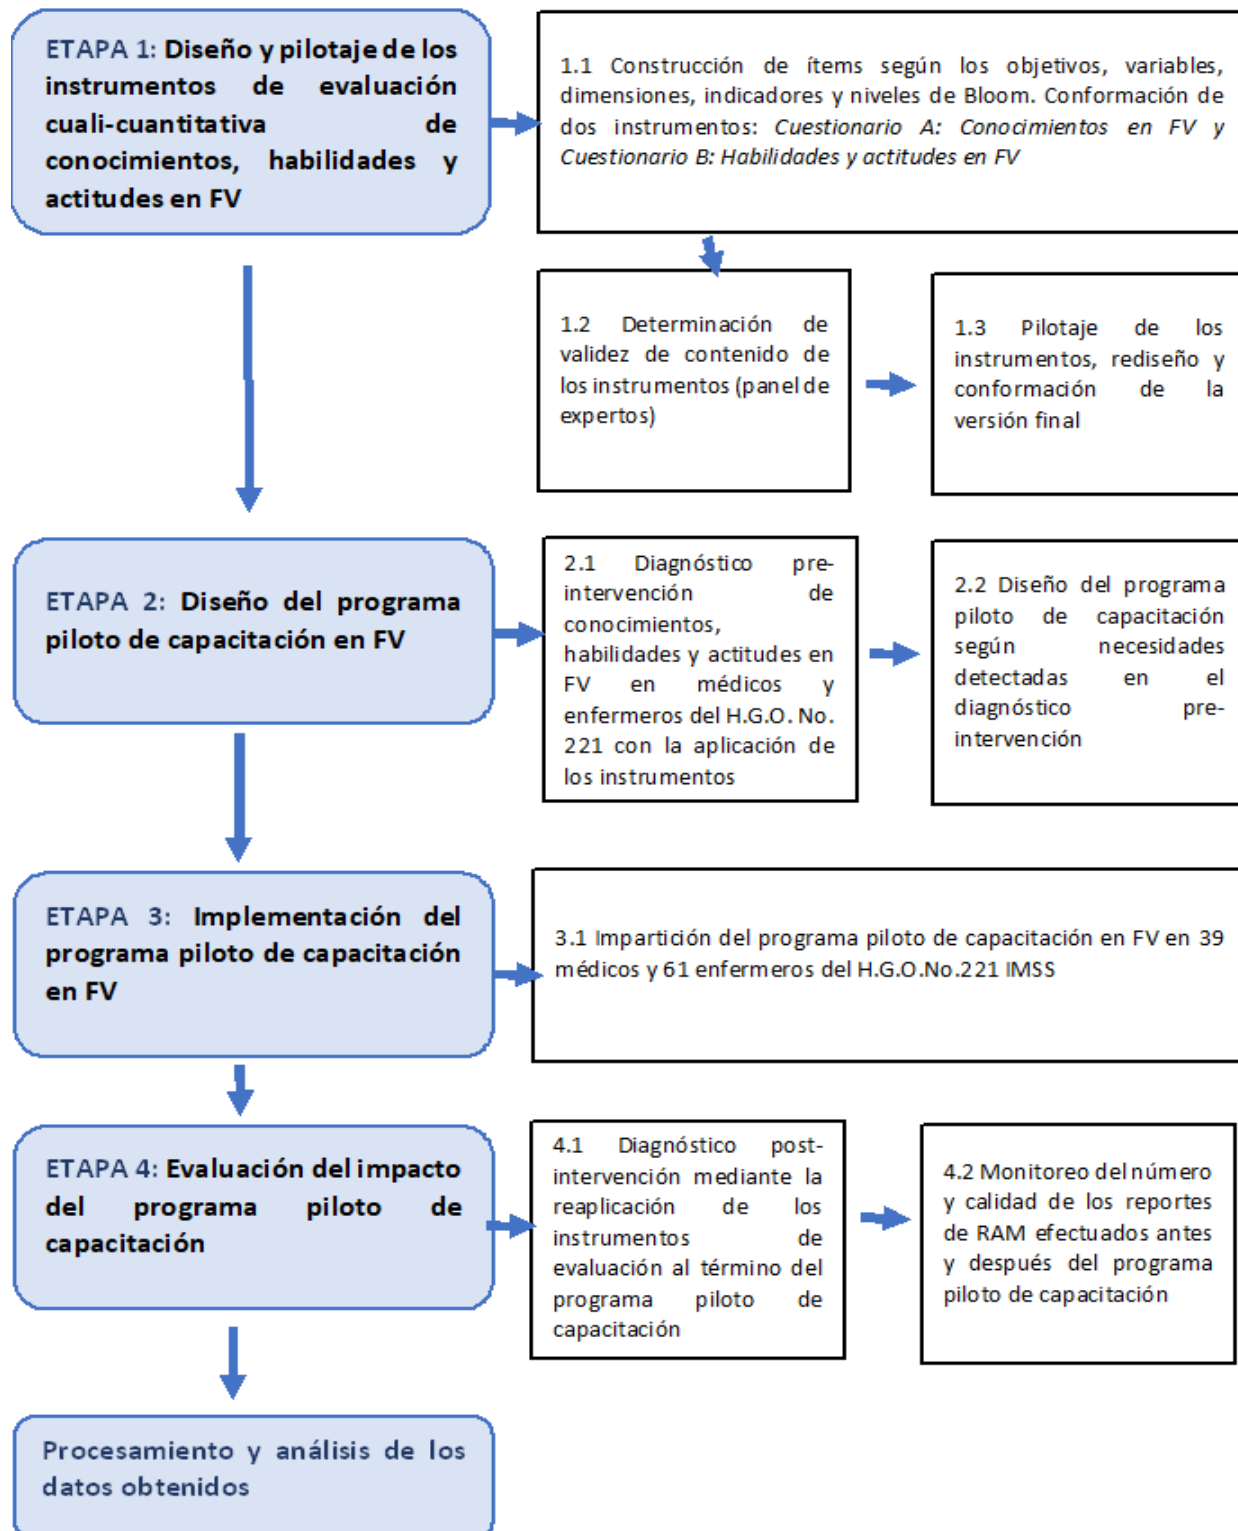 ETAPA 1: Diseño y pilotaje de los
instrumentos de evaluación
cuali-cuantitativa de
conocimientos, habilidades y
actitudes en FV
1.1 Construcción de ítems según los objetivos, variables,
dimensiones, indicadores y niveles de Bloom. Conformación de
dos instrumentos: Cuestionario A: Conocimientos en FV y
Cuestionario B: Habilidades y actitudes en FV
1.2 Determinación de
validez de contenido de
los instrumentos (panel de
expertos)
1.3 Pilotaje de los
instrumentos, rediseño y
conformación de la
versión final
ETAPA 2: Diseño del programa
piloto de capacitación en FV
2.1 Diagnóstico pre-
intervención de
conocimientos,
habilidades y actitudes en
FV en médicos y
enfermeros del H.G.O. No.
221 con la aplicación de
los instrumentos
2.2 Diseño del programa
piloto de capacitación
según necesidades
detectadas en el
diagnóstico pre-
intervención
ETAPA 3: Implementación del
programa piloto de capacitación
en FV
3.1 Impartición del programa piloto de capacitación en FV en 39
médicos y 61 enfermeros del H.G.O.No.221 IMSS
ETAPA 4: Evaluación del impacto
del programa piloto de
capacitación
4.1 Diagnóstico post-
intervención mediante la
reaplicación de los
instrumentos de
evaluación al término del
programa piloto de
capacitación
4.2 Monitoreo del número
y calidad de los reportes
de RAM efectuados antes
y después del programa
piloto de capacitación
Procesamiento y análisis de los
datos obtenidos